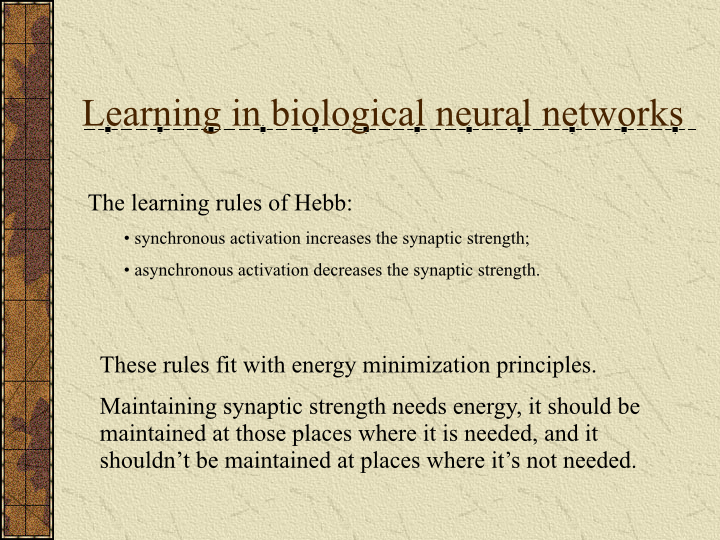 Learning in biological neural networks
The learning rules of Hebb:
• synchronous activation increases the synaptic strength;
• asynchronous activation decreases the synaptic strength.
These rules fit with energy minimization principles.
Maintaining synaptic strength needs energy, it should be
maintained at those places where it is needed, and it
shouldn’t be maintained at places where it’s not needed.